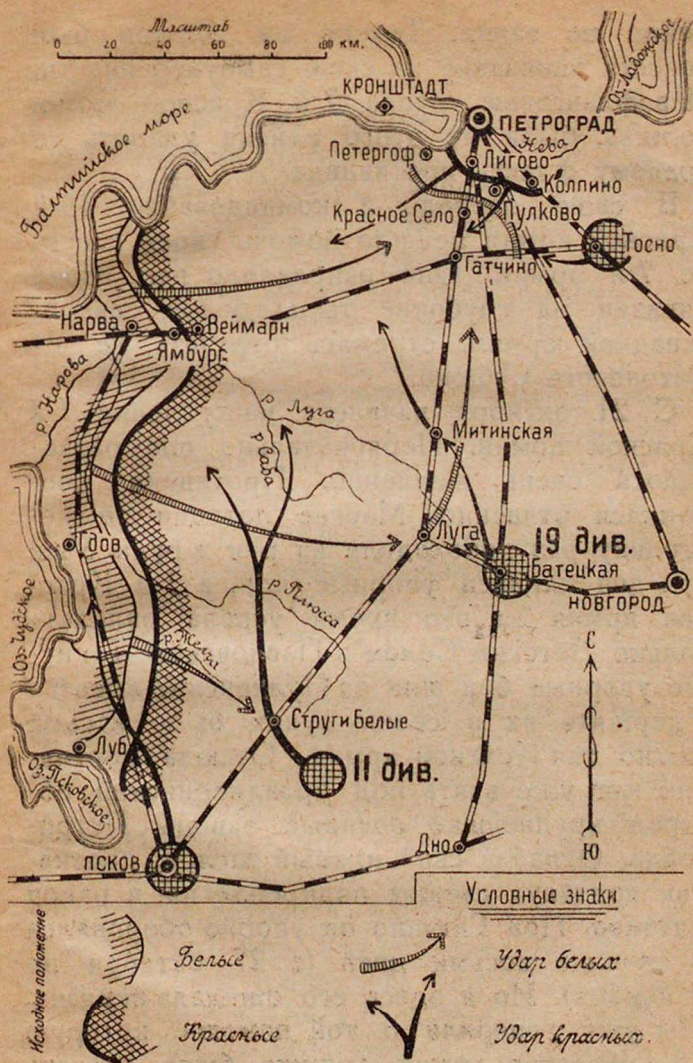 Масштаб
0 20 40 60 80 100 км.
Оз. Ладожское
КРОНШТАДТ
ПЕТРОГРАД
Нева
Балтийское море
Петергоф
Лигово
Колпино
Красное Село
Пулково
Тосно
Гатчино
Нарва
Веймарн
Ямбург
р. Нарова
р. Луга
р Саба
Митинская
Луга
19 див.
Гдов
Батецкая
НОВГОРОД
р. Плюсса
Оз. Чудское
р. Желча
С
Струги Белые
Луб
11 див.
Оз. Псковское
Ю
Дно
ПСКОВ
Условные знаки
Исходное положение
Белые
Удар белых
Красные
Удар красных.